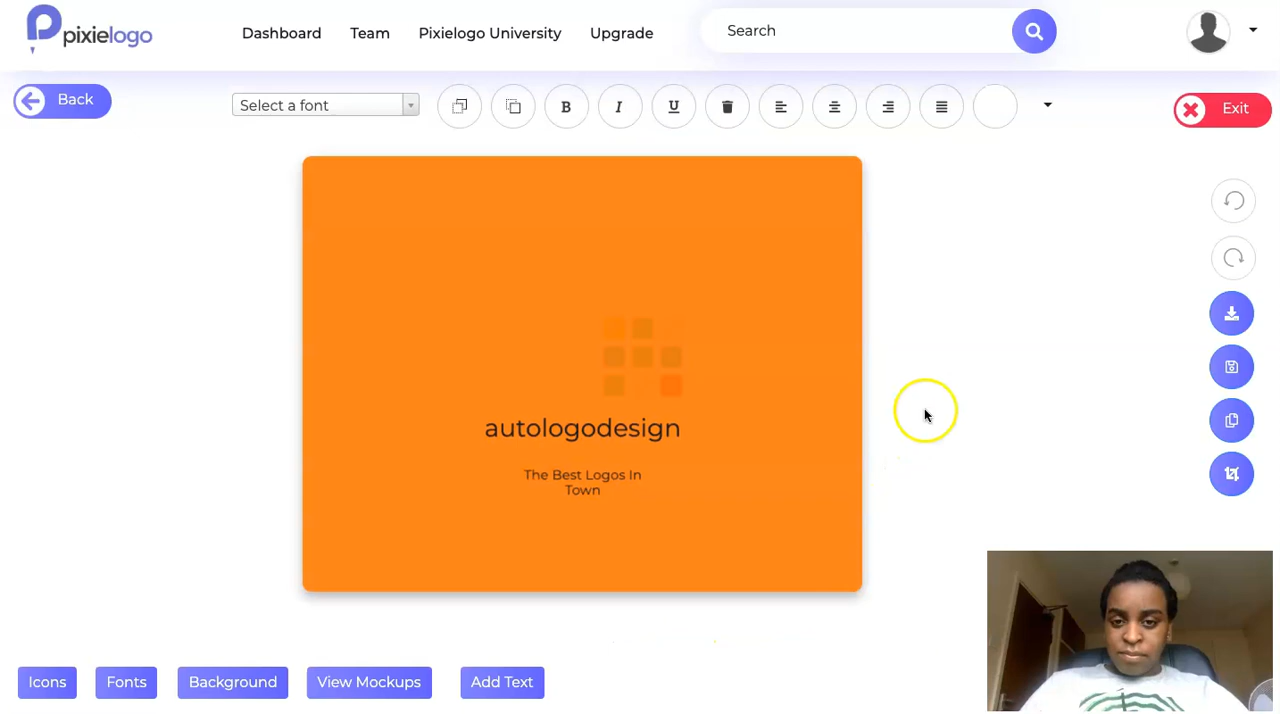 pixielogo
Dashboard
Team
Pixielogo University
Upgrade
Search
Back
Select a font
B
I
U
Exit
autologodesign
The Best Logos In
Town
Icons
Fonts
Background
View Mockups
Add Text